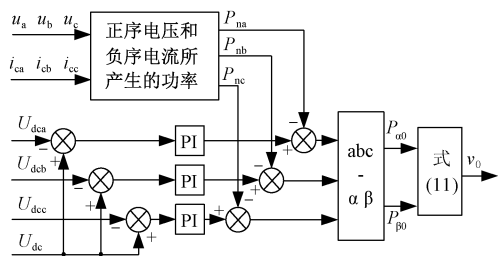 u_a u_b u_c
i_ca i_cb i_cc
正序电压和
负序电流所
产生的功率
P_na
P_nb
P_nc
U_dca
U_dcb
U_dcc
U_dc
− + − + − +
PI
PI
PI
− +
− +
− +
abc
-
α β
P_α0
P_β0
式
(11)
v_0